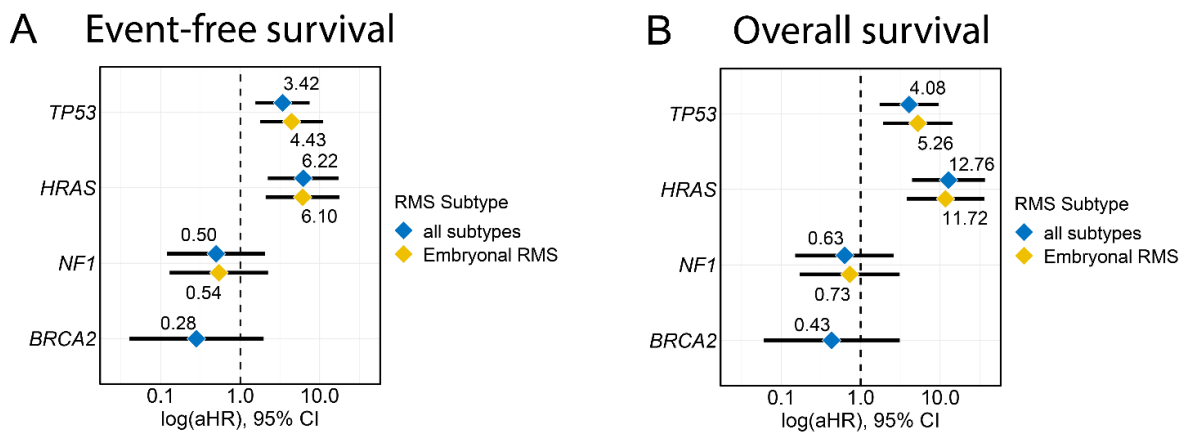 A Event-free survival
TP53
3.42
4.43
HRAS
6.22
6.10
NF1
0.50
0.54
BRCA2
0.28
0.1 1.0 10.0
log(aHR), 95% CI
RMS Subtype
all subtypes
Embryonal RMS
B Overall survival
TP53
4.08
5.26
HRAS
12.76
11.72
NF1
0.63
0.73
BRCA2
0.43
0.1 1.0 10.0
log(aHR), 95% CI
RMS Subtype
all subtypes
Embryonal RMS